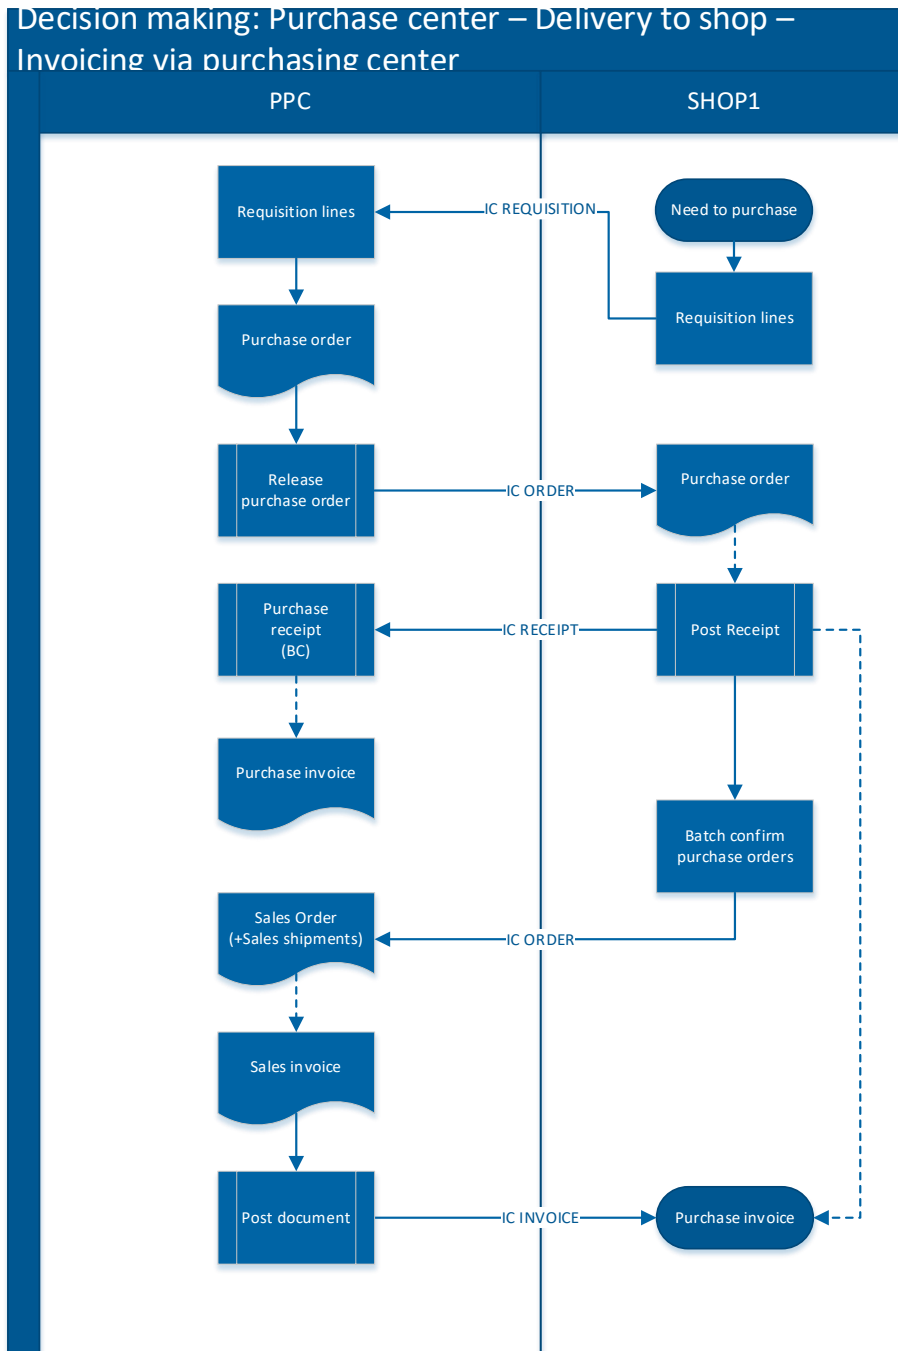 Decision making: Purchase center – Delivery to shop –
Invoicing via purchasing center
PPC
SHOP1
Requisition lines
IC REQUISITION
Need to purchase
Requisition lines
Purchase order
Release
purchase order
IC ORDER
Purchase order
Purchase
receipt
(BC)
IC RECEIPT
Post Receipt
Purchase invoice
Batch confirm
purchase orders
Sales Order
(+Sales shipments)
IC ORDER
Sales invoice
Post document
IC INVOICE
Purchase invoice